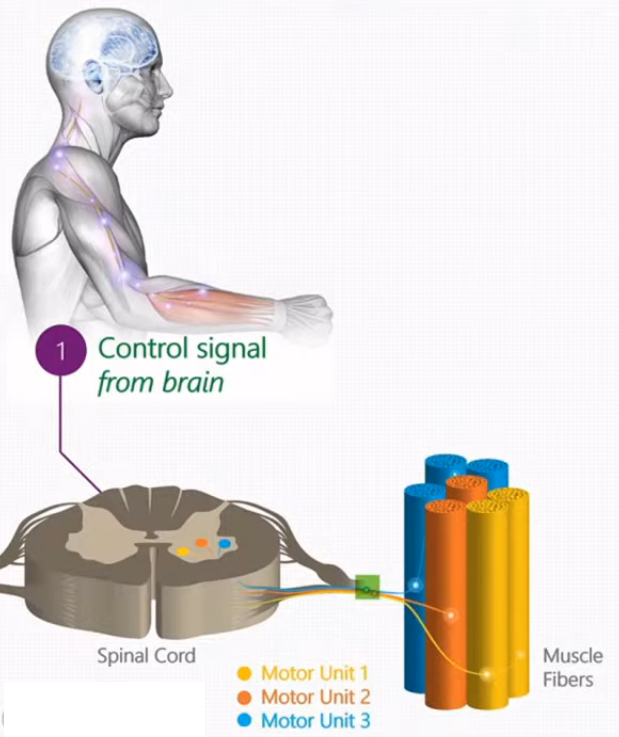 1
Control signal
from brain
Spinal Cord
Muscle
Fibers
Motor Unit 1
Motor Unit 2
Motor Unit 3